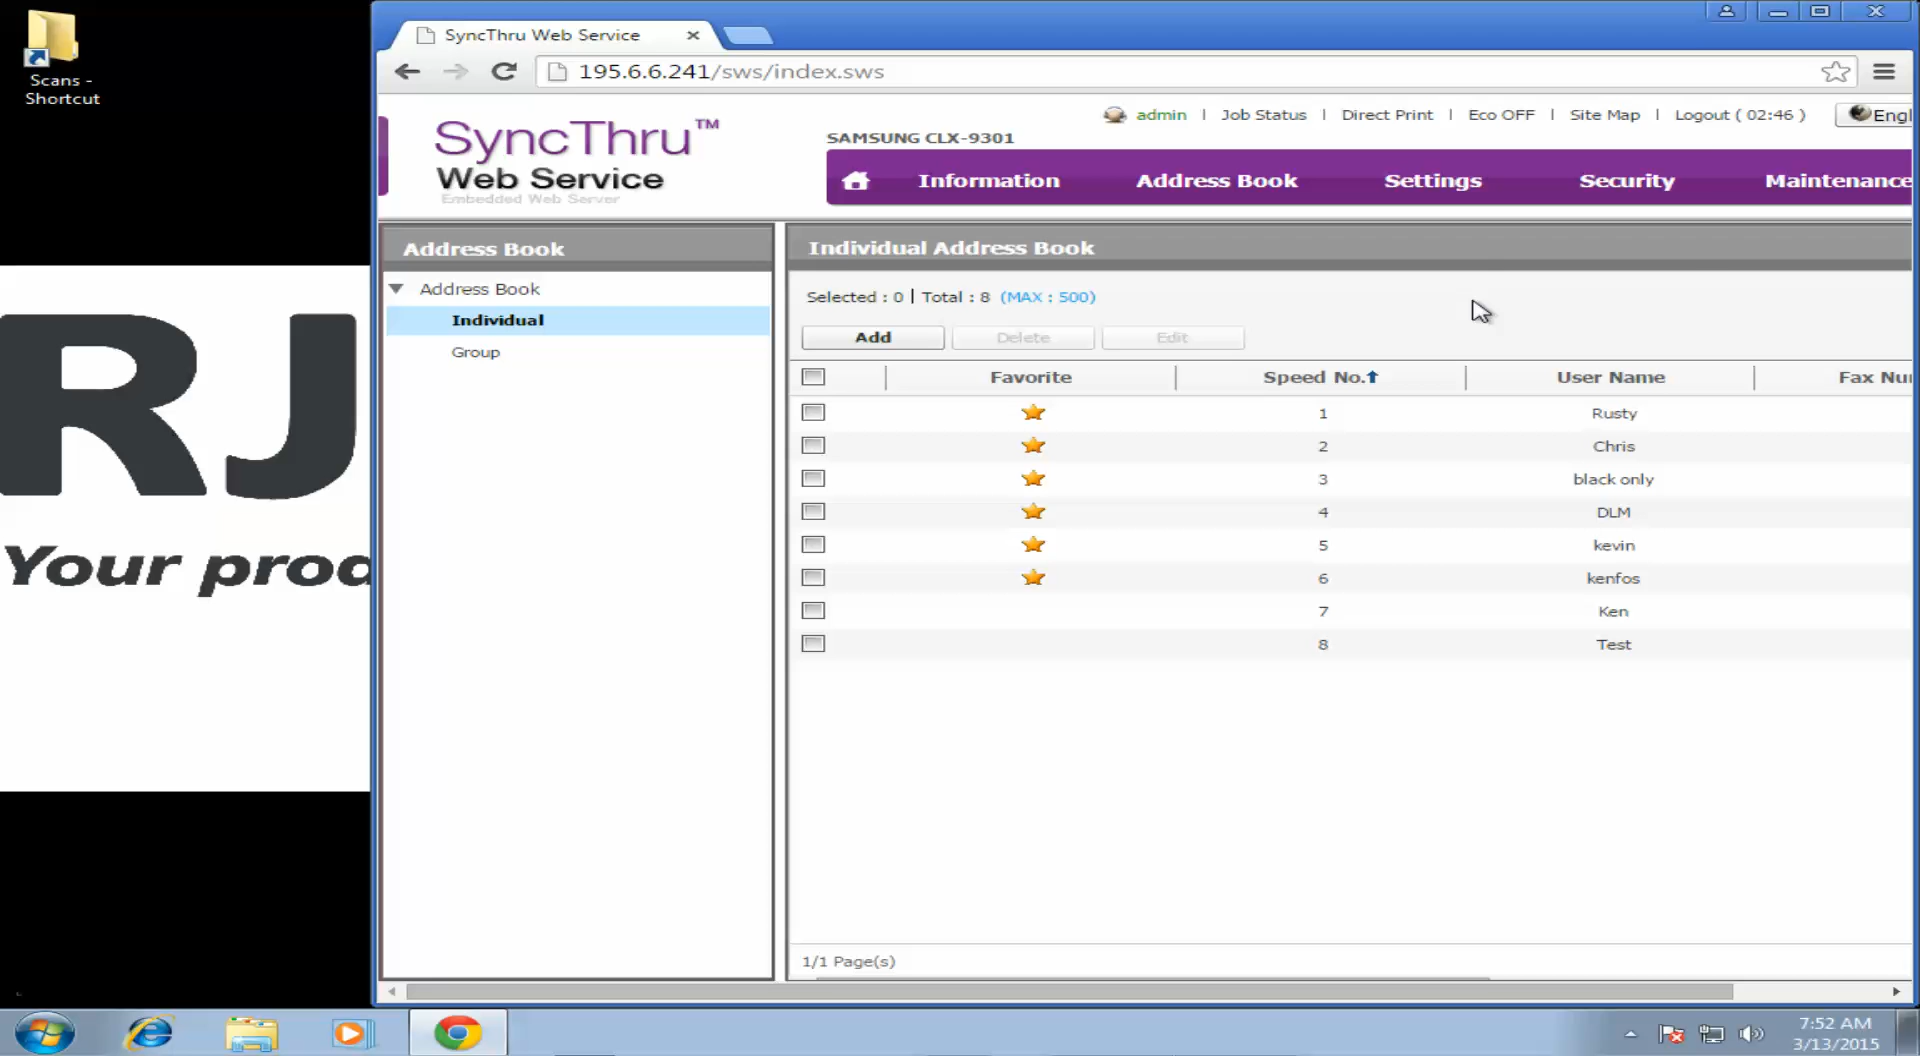 Scans -
Shortcut
RJ
Your prod
SyncThru Web Service
195.6.6.241/sws/index.sws
SyncThru™
Web Service
Embedded Web Server
admin | Job Status | Direct Print | Eco OFF | Site Map | Logout ( 02:46 )
Engl
SAMSUNG CLX-9301
Information Address Book Settings Security Maintenance
Address Book
Address Book
Individual
Group
Individual Address Book
Selected : 0 | Total : 8 (MAX : 500)
Add Delete Edit
Favorite Speed No. User Name Fax Nu
1 Rusty
2 Chris
3 black only
4 DLM
5 kevin
6 kenfos
7 Ken
8 Test
1/1 Page(s)
7:52 AM
3/13/2015